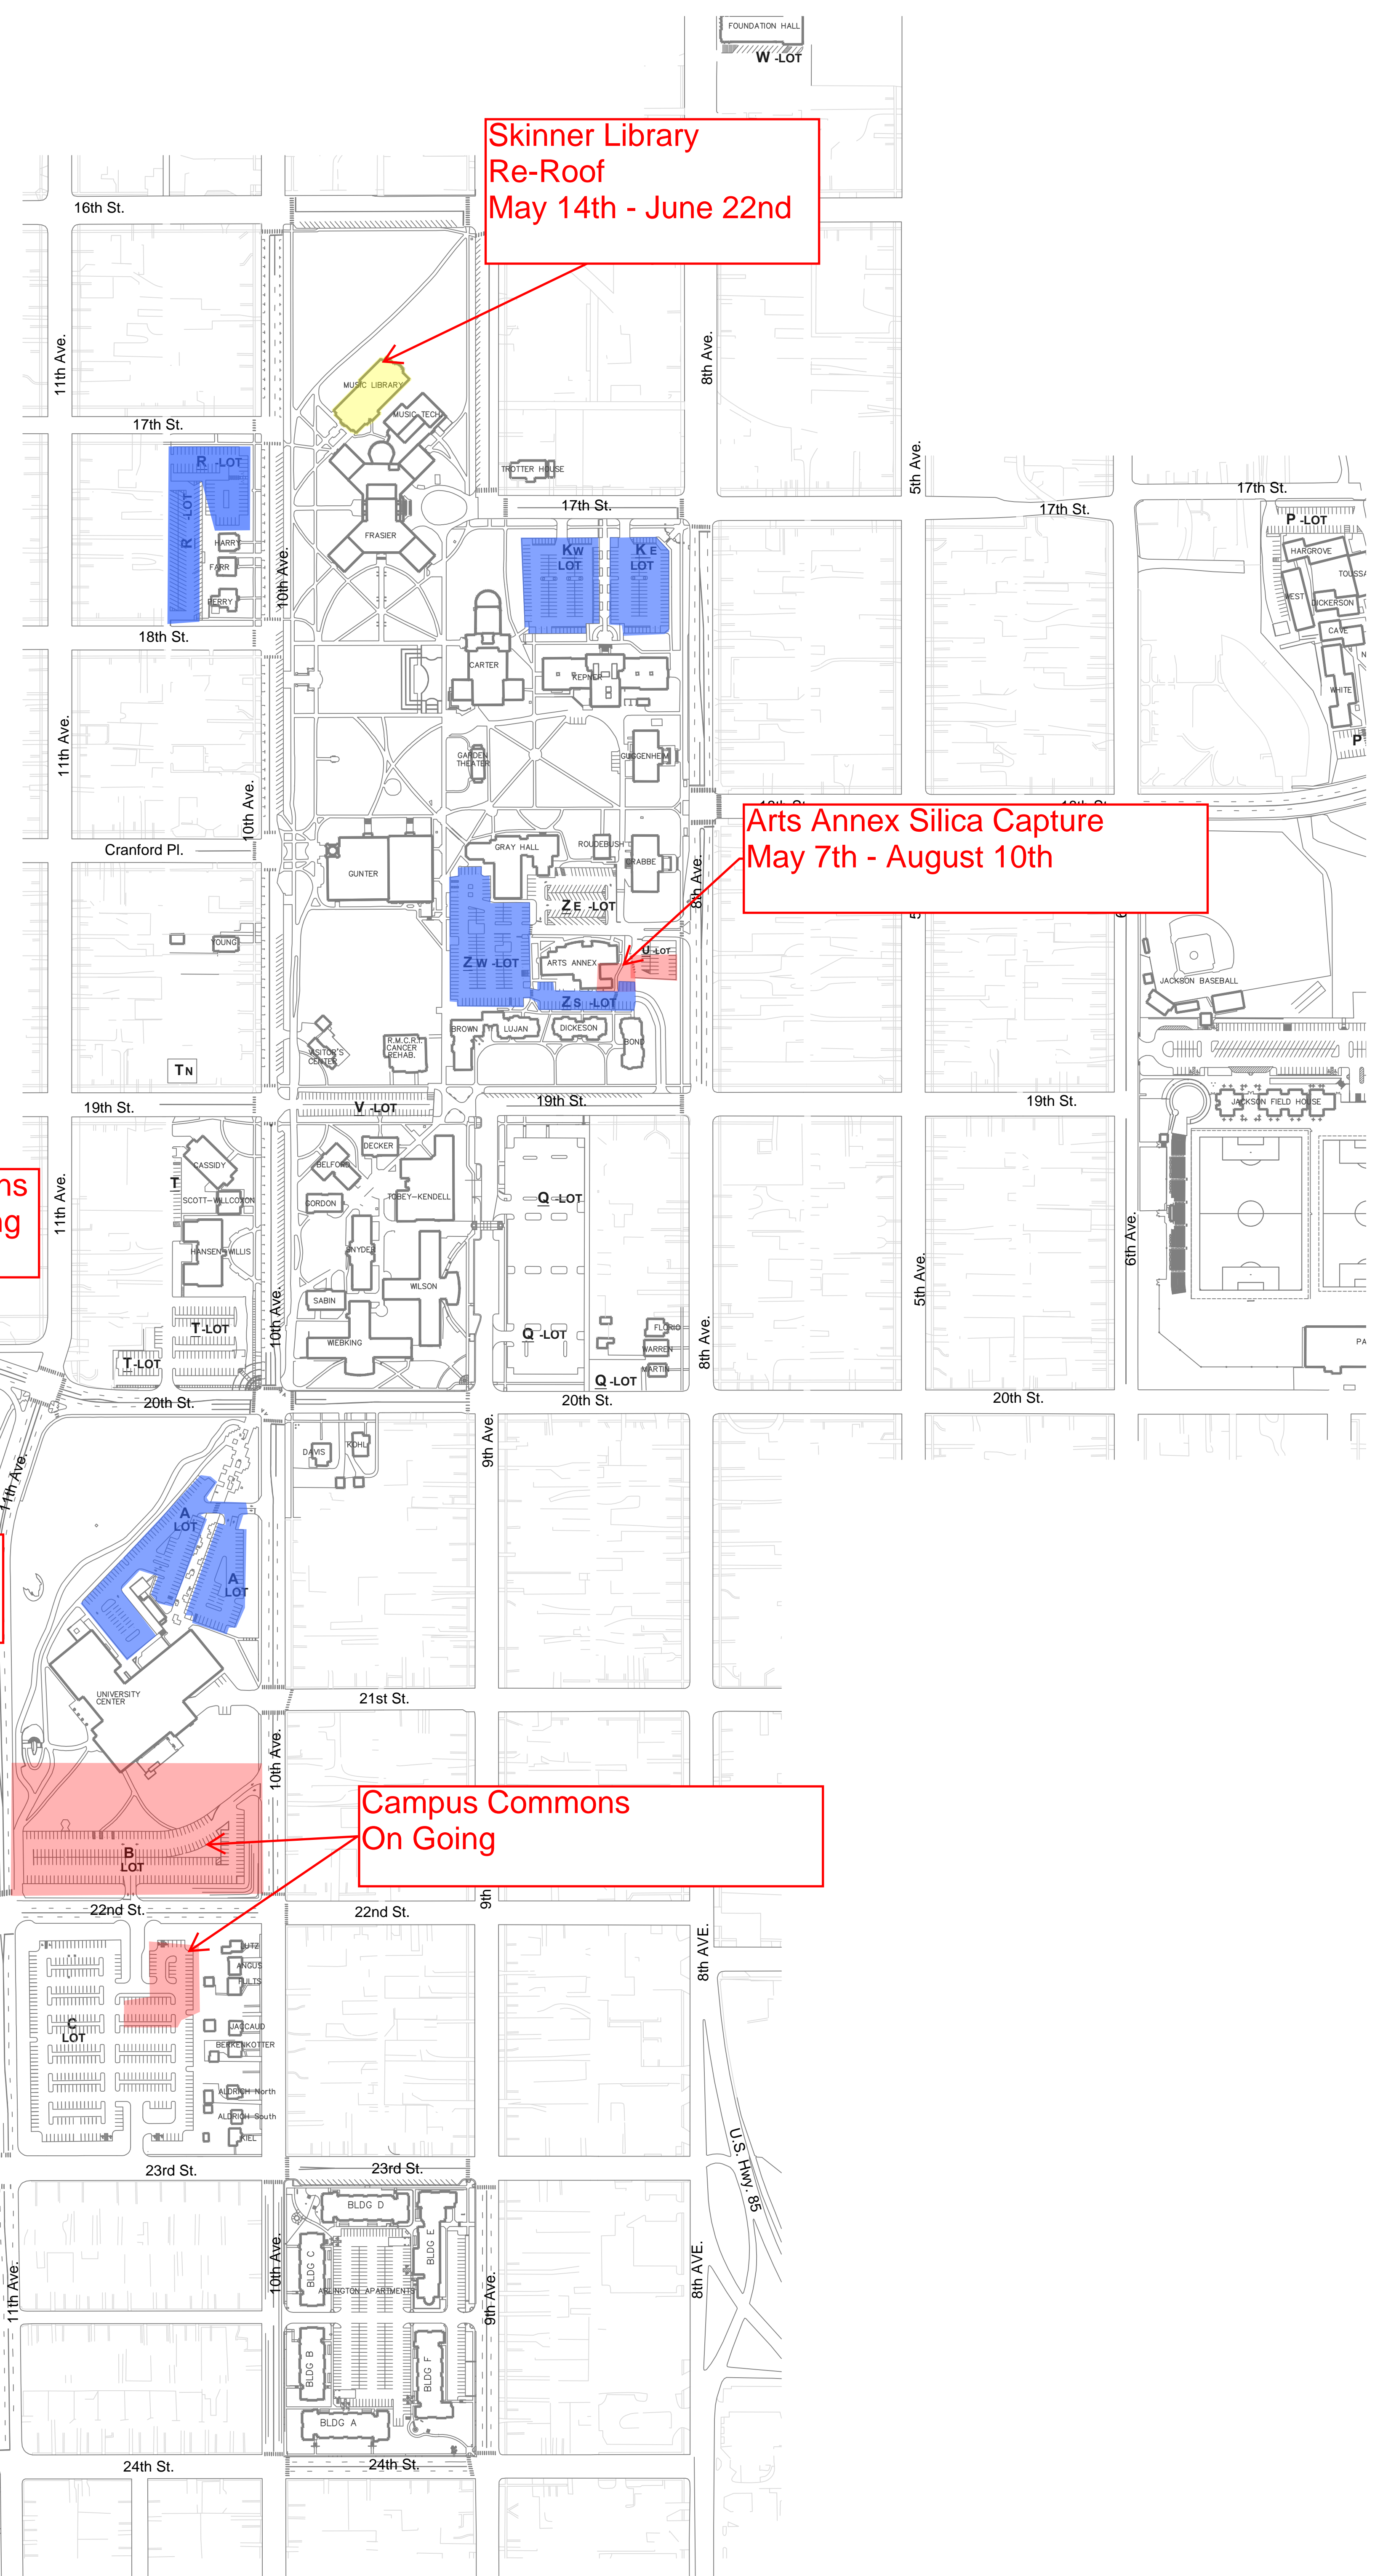 FOUNDATION HALL
W -LOT
Skinner Library
Re-Roof
May 14th - June 22nd
16th St.
11th Ave.
8th Ave.
MUSIC LIBRARY
MUSIC TECH
17th St.
5th Ave.
R -LOT
TROTTER HOUSE
17th St.
17th St.
17th St.
P -LOT
R -LOT
HARRY
FARR
PERRY
10th Ave.
FRASIER
KW LOT
KE LOT
HARGROVE
WEST
DICKERSON
CAVE
WHITE
18th St.
CARTER
KEPNER
11th Ave.
GARDEN
THEATER
GUGGENHEIM
P
10th Ave.
Arts Annex Silica Capture
May 7th - August 10th
Cranford Pl.
GUNTER
GRAY HALL
ROUDEBUSH
CRABBE
8th Ave.
ZE -LOT
YOUNG
ZW -LOT
ARTS ANNEX
U -LOT
JACKSON BASEBALL
ZS -LOT
BROWN
LUJAN
DICKESON
BOND
VISITOR'S
CENTER
R.M.C.R.I.
CANCER
REHAB.
TN
19th St.
V -LOT
19th St.
19th St.
JACKSON FIELD HOUSE
CASSIDY
BELFORD
DECKER
T
SCOTT-WILLCOXON
GORDON
TOBEY-KENDELL
Q -LOT
11th Ave.
HANSEN-WILLIS
SNYDER
WILSON
6th Ave.
5th Ave.
SABIN
10th Ave.
T-LOT
WIEBKING
Q -LOT
FLORIO
WARREN
MARTIN
8th Ave.
T-LOT
Q -LOT
20th St.
20th St.
20th St.
DAVIS
KOHL
9th Ave.
11th Ave.
A
LOT
A
LOT
UNIVERSITY
CENTER
21st St.
10th Ave.
Campus Commons
On Going
B
LOT
22nd St.
22nd St.
9th
8th AVE.
LUTZ
ANGUS
FULTS
C
LOT
JACCAUD
BERKENKOTTER
ALDRICH North
ALDRICH South
KIEL
23rd St.
23rd St.
U.S. Hwy. 85
BLDG D
BLDG E
BLDG C
ARLINGTON APARTMENTS
10th Ave.
11th Ave.
9th Ave.
8th AVE.
BLDG B
BLDG F
BLDG A
24th St.
24th St.